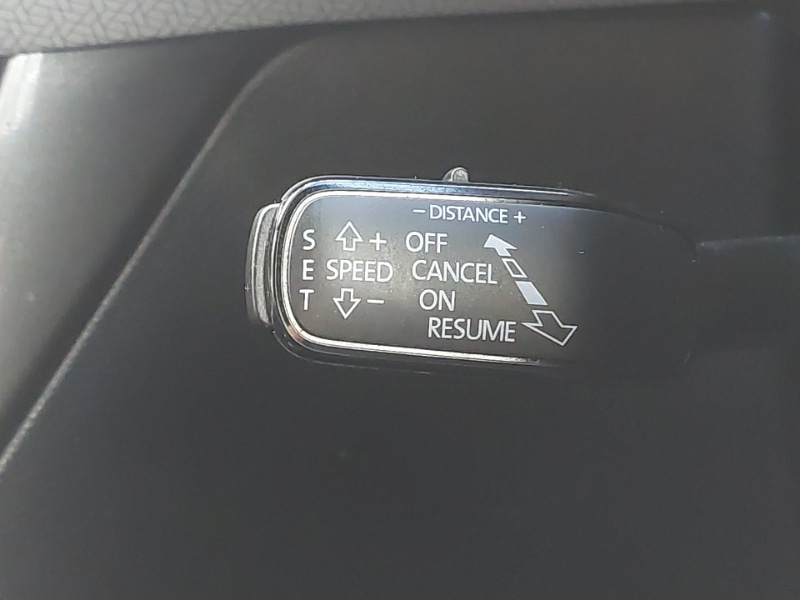 - DISTANCE +
S + OFF
E SPEED CANCEL
T - ON
RESUME